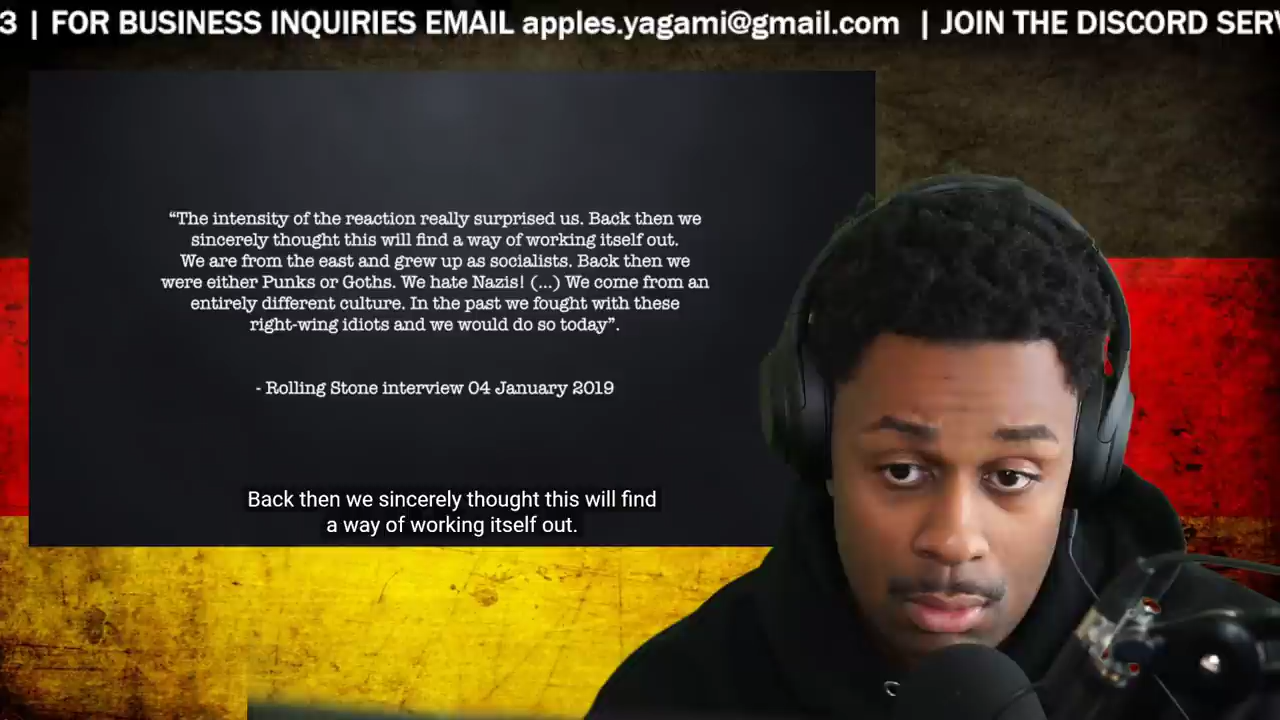 3 | FOR BUSINESS INQUIRIES EMAIL apples.yagami@gmail.com | JOIN THE DISCORD SERV
“The intensity of the reaction really surprised us. Back then we
sincerely thought this will find a way of working itself out.
We are from the east and grew up as socialists. Back then we
were either Punks or Goths. We hate Nazis! (...) We come from an
entirely different culture. In the past we fought with these
right-wing idiots and we would do so today”.
- Rolling Stone interview 04 January 2019
Back then we sincerely thought this will find
a way of working itself out.